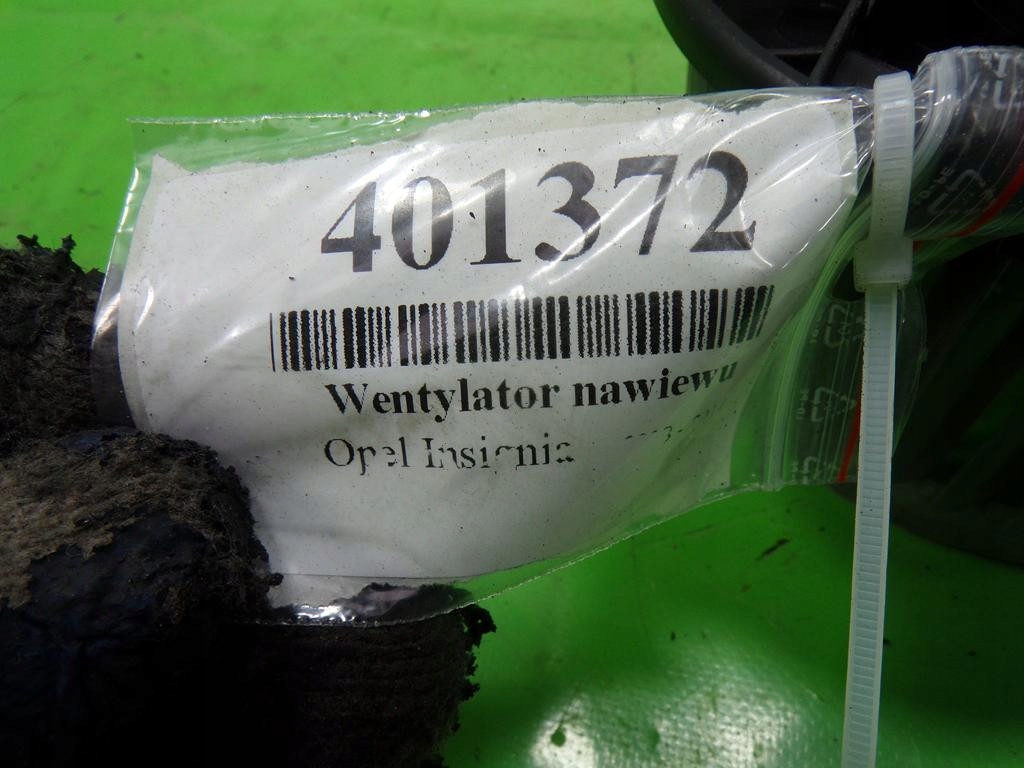 401372
Wentylator nawiewu
Opel Insignia